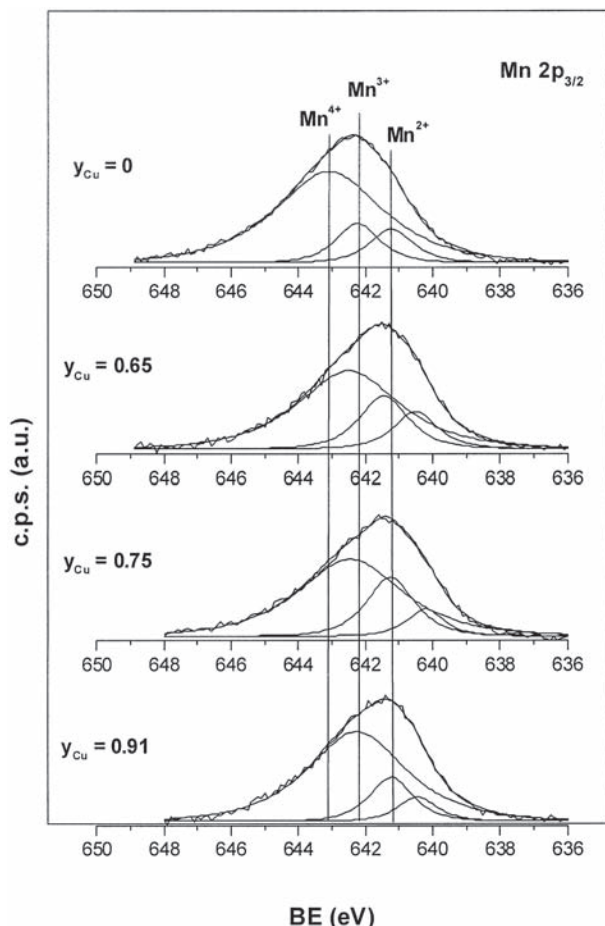 Mn 2p3/2
Mn3+
Mn4+
Mn2+
yCu = 0
650 648 646 644 642 640 638 636
yCu = 0.65
650 648 646 644 642 640 638 636
c.p.s. (a.u.)
yCu = 0.75
650 648 646 644 642 640 638 636
yCu = 0.91
650 648 646 644 642 640 638 636
BE (eV)